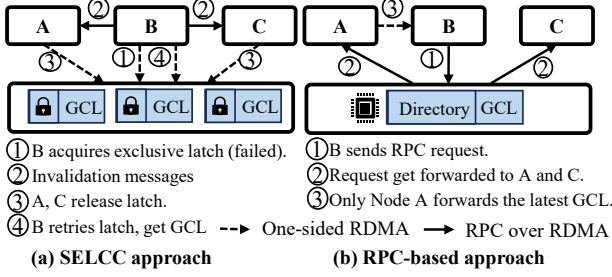 A ② B ② C
③ ① ④ ③
GCL GCL GCL
① B acquires exclusive latch (failed).
② Invalidation messages
③ A, C release latch.
④ B retries latch, get GCL
(a) SELCC approach
A ③ B C
② ① ②
Directory GCL
① B sends RPC request.
② Request get forwarded to A and C.
③ Only Node A forwards the latest GCL.
One-sided RDMA RPC over RDMA
(b) RPC-based approach